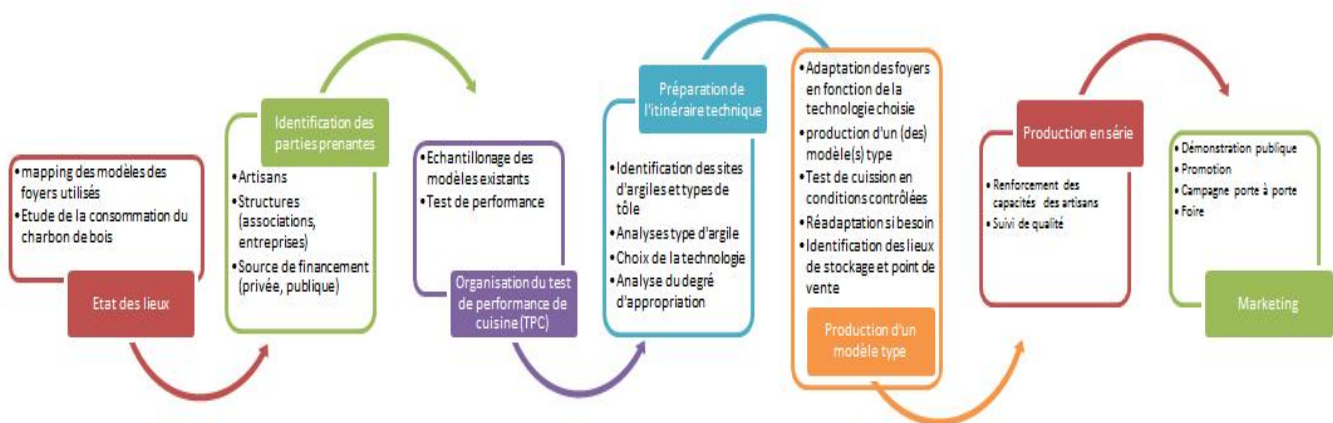 • mapping des modèles des
foyers utilisés
• Etude de la consommation du
charbon de bois
Etat des lieux
Identification des
parties prenantes
• Artisans
• Structures
(associations,
entreprises)
• Source de financement
(privée, publique)
• Echantillonage des
modèles existants
• Test de performance
Organisation du test
de performance de
cuisine (TPC)
Préparation de
l'itinéraire technique
• Identification des sites
d'argiles et types de
tôle
• Analyses type d'argile
• Choix de la technologie
• Analyse du degré
d'appropriation
• Adaptation des foyers
en fonction de la
technologie choisie
• production d'un (des)
modèle(s) type
• Test de cuission en
conditions contrôlées
• Réadaptation si besoin
• Identification des lieux
de stockage et point de
vente
Production d'un
modèle type
Production en série
• Renforcement des
capacités des artisans
• Suivi de qualité
• Démonstration publique
• Promotion
• Campagne porte à porte
• Foire
Marketing